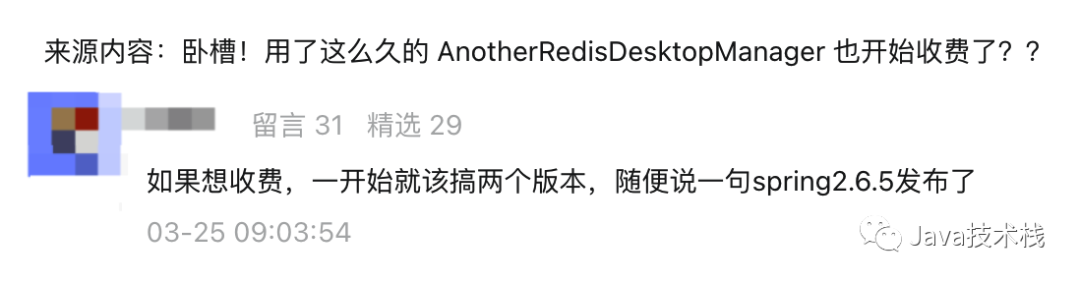 来源内容：卧槽！用了这么久的 AnotherRedisDesktopManager 也开始收费了？？
留言 31 精选 29
如果想收费，一开始就该搞两个版本，随便说一句spring2.6.5发布了
03-25 09:03:54
Java技术栈